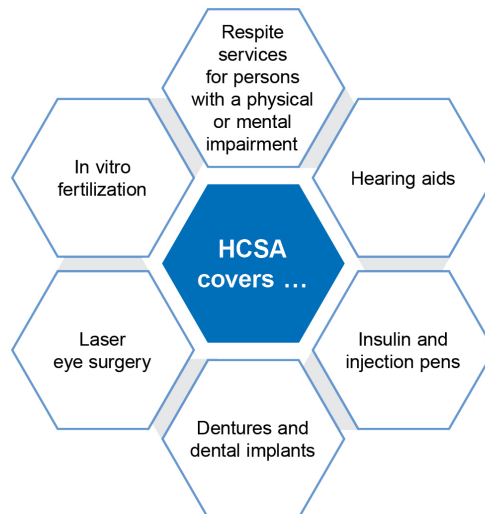 Respite
services
for persons
with a physical
or mental
impairment
In vitro
fertilization
Hearing aids
HCSA
covers …
Laser
eye surgery
Insulin and
injection pens
Dentures and
dental implants